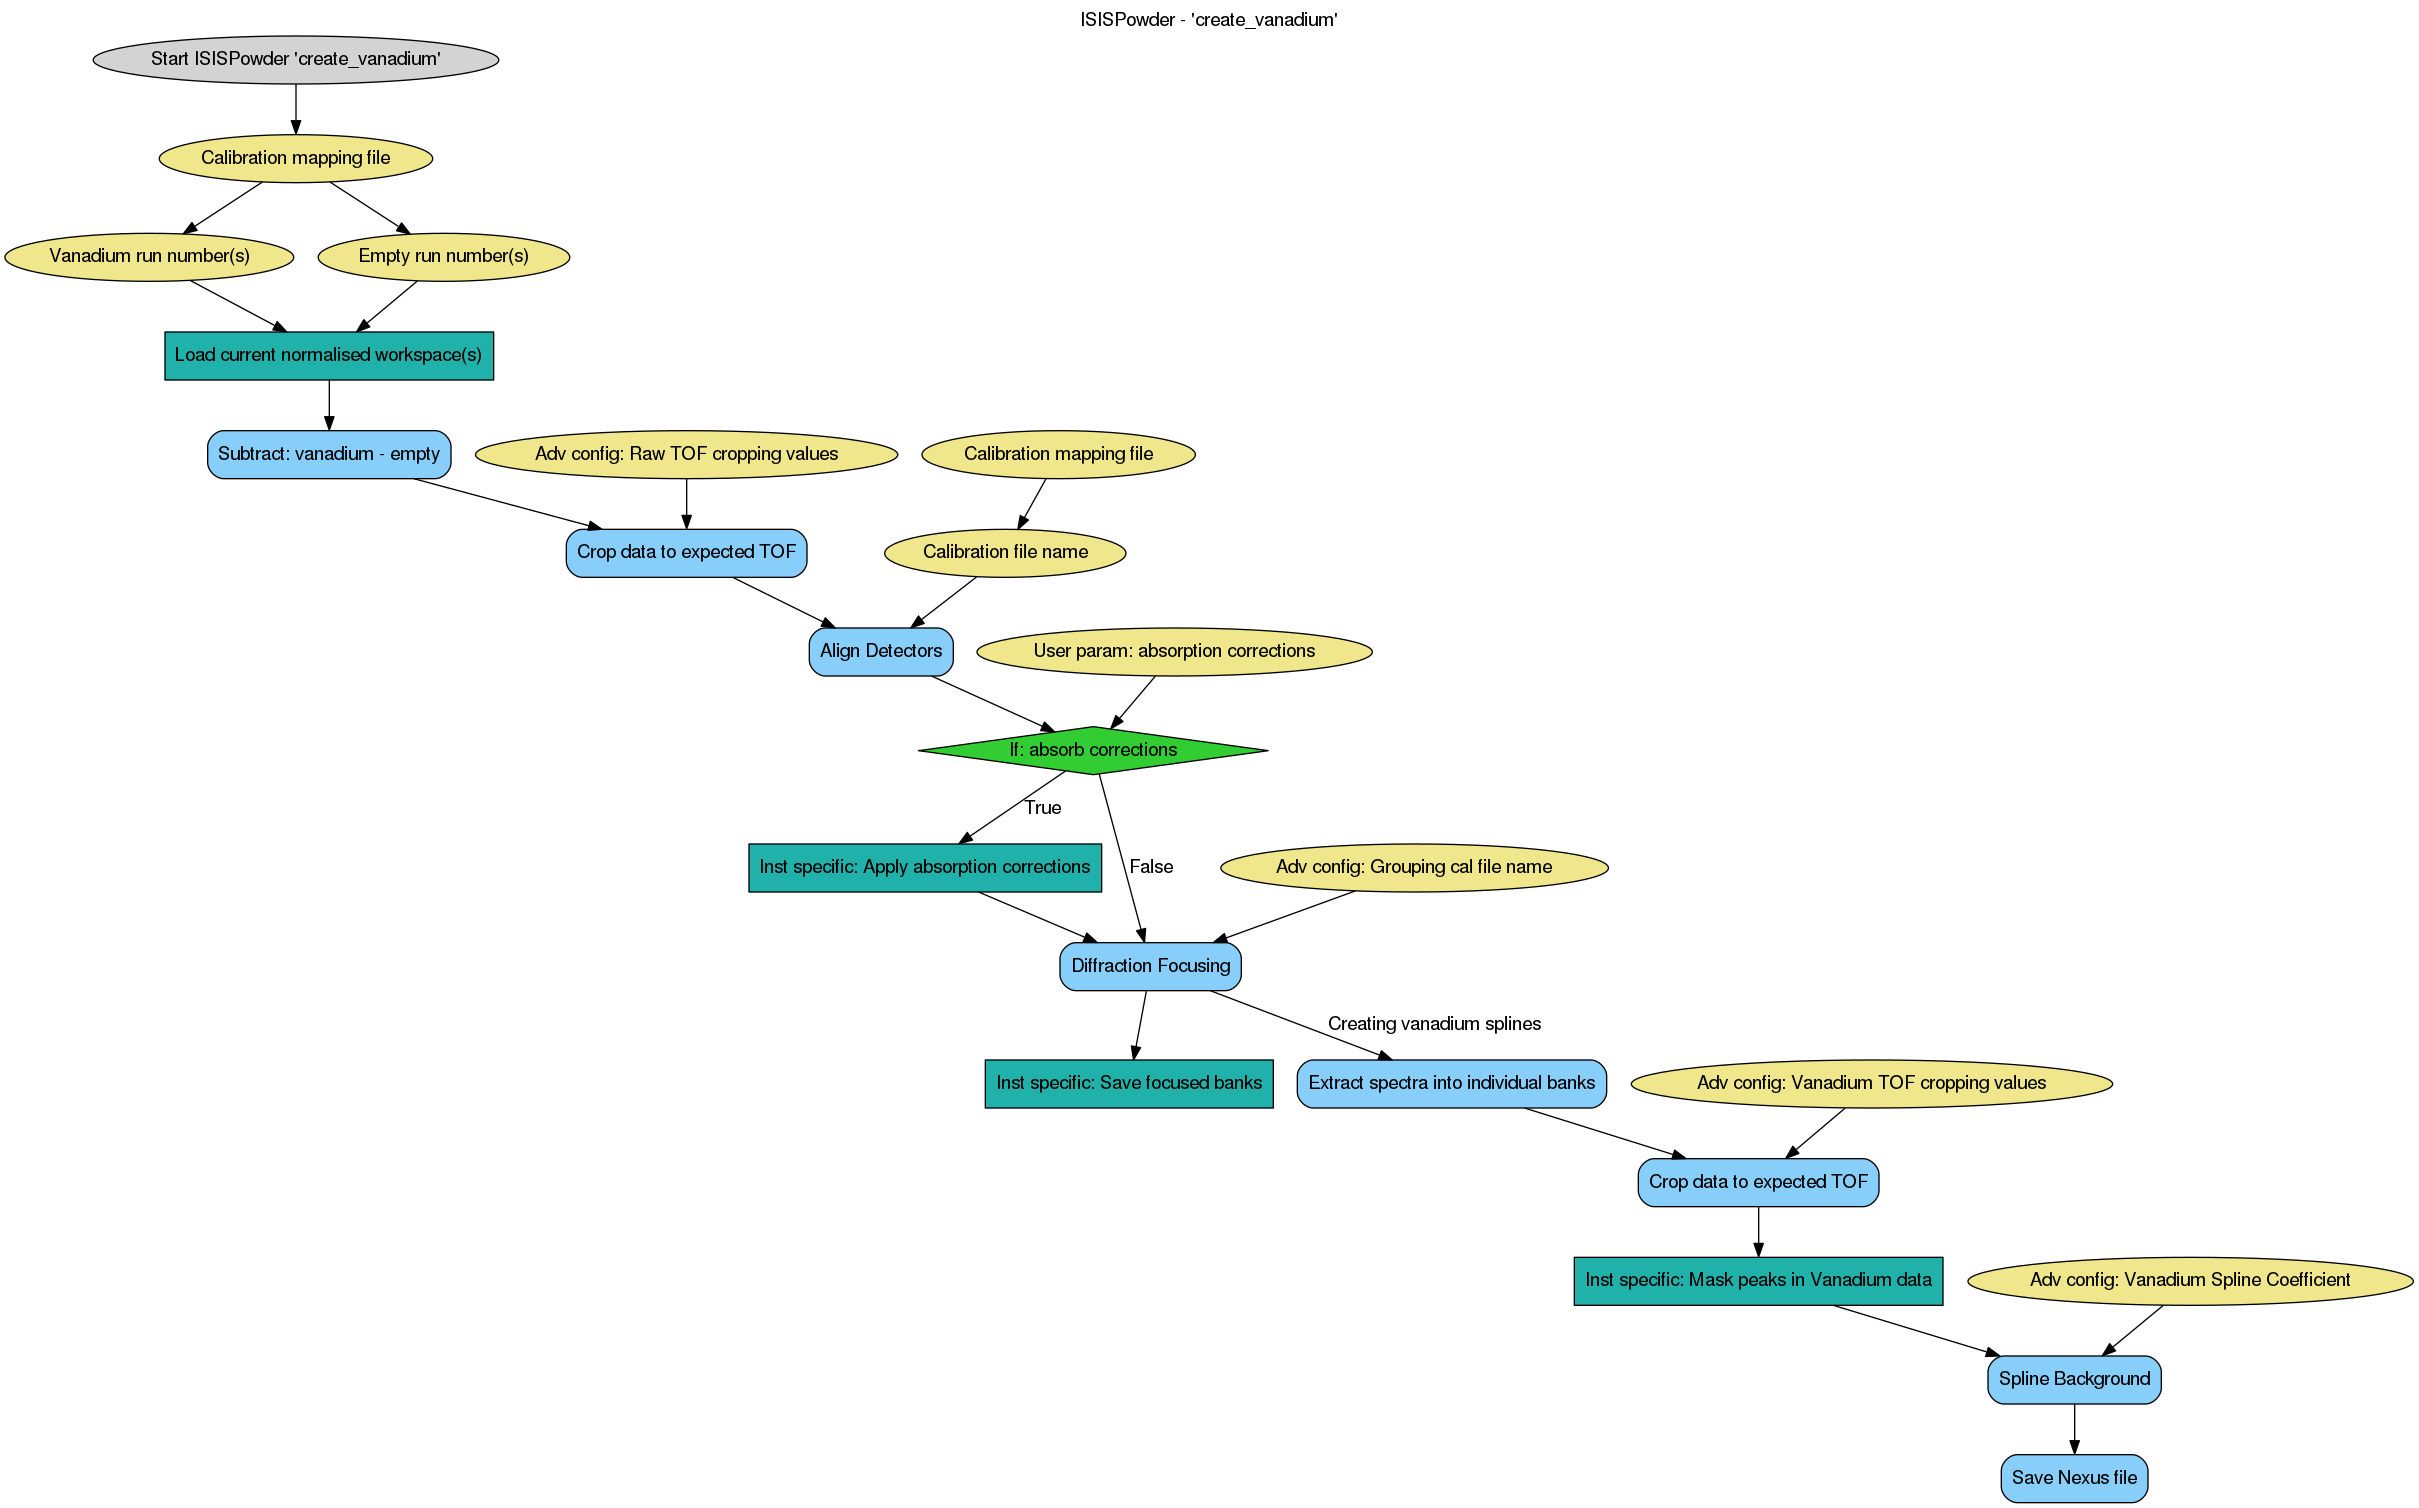 ISISPowder - 'create_vanadium'
Start ISISPowder 'create_vanadium'
Calibration mapping file
Vanadium run number(s)
Empty run number(s)
Load current normalised workspace(s)
Subtract: vanadium - empty
Adv config: Raw TOF cropping values
Calibration mapping file
Crop data to expected TOF
Calibration file name
Align Detectors
User param: absorption corrections
If: absorb corrections
True
Inst specific: Apply absorption corrections
False
Adv config: Grouping cal file name
Diffraction Focusing
Creating vanadium splines
Inst specific: Save focused banks
Extract spectra into individual banks
Adv config: Vanadium TOF cropping values
Crop data to expected TOF
Inst specific: Mask peaks in Vanadium data
Adv config: Vanadium Spline Coefficient
Spline Background
Save Nexus file